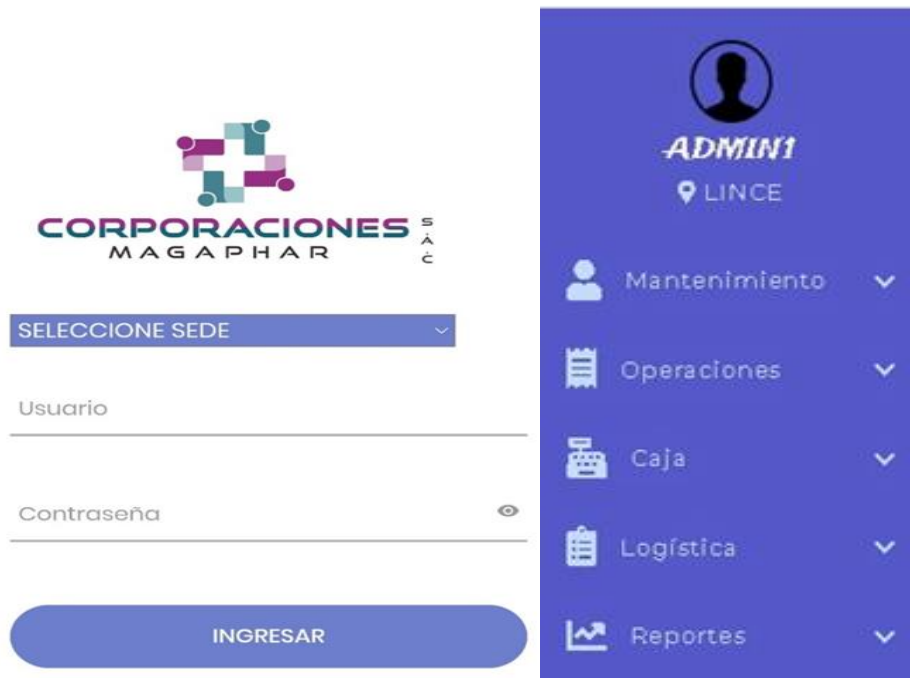 CORPORACIONES
MAGAPHAR
S.A.C
SELECCIONE SEDE
Usuario
Contraseña
INGRESAR
ADMIN1
LINCE
Mantenimiento
Operaciones
Caja
Logística
Reportes